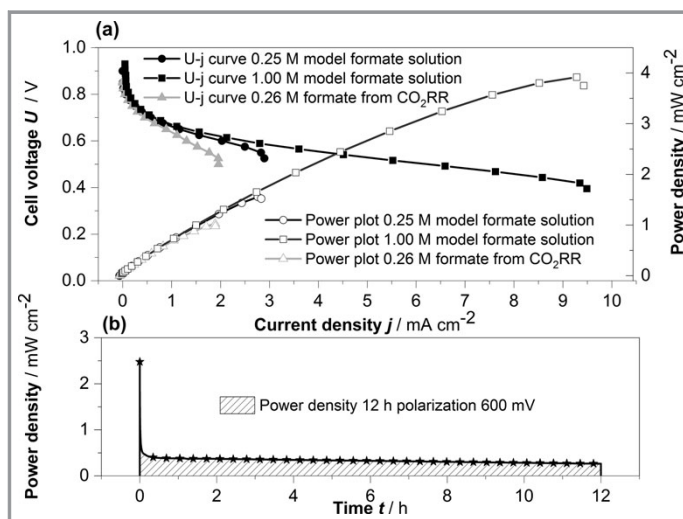 (a)
1.0
0.8
0.6
0.4
0.2
0.0
Cell voltage U / V
U-j curve 0.25 M model formate solution
U-j curve 1.00 M model formate solution
U-j curve 0.26 M formate from CO₂RR
Power plot 0.25 M model formate solution
Power plot 1.00 M model formate solution
Power plot 0.26 M formate from CO₂RR
4
3
2
1
0
Power density / mW cm⁻²
0 1 2 3 4 5 6 7 8 9 10
Current density j / mA cm⁻²
(b)
3
2
1
0
Power density / mW cm⁻²
Power density 12 h polarization 600 mV
0 2 4 6 8 10 12
Time t / h